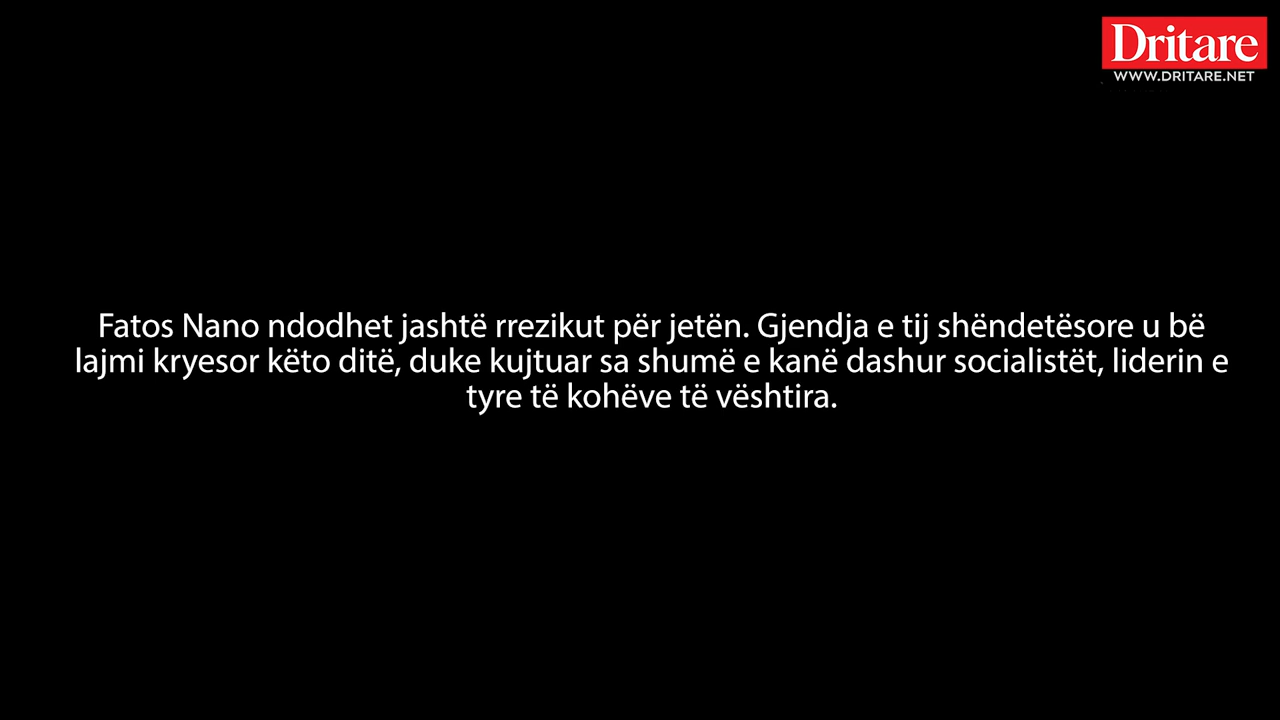 Dritare
WWW.DRITARE.NET
Fatos Nano ndodhet jashtë rrezikut për jetën. Gjendja e tij shëndetësore u bë
lajmi kryesor këto ditë, duke kujtuar sa shumë e kanë dashur socialistët, liderin e
tyre të kohëve të vështira.